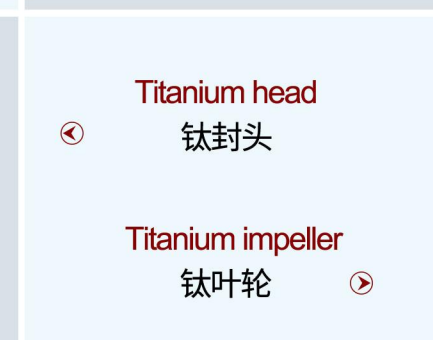 Titanium head
钛封头
Titanium impeller
钛叶轮